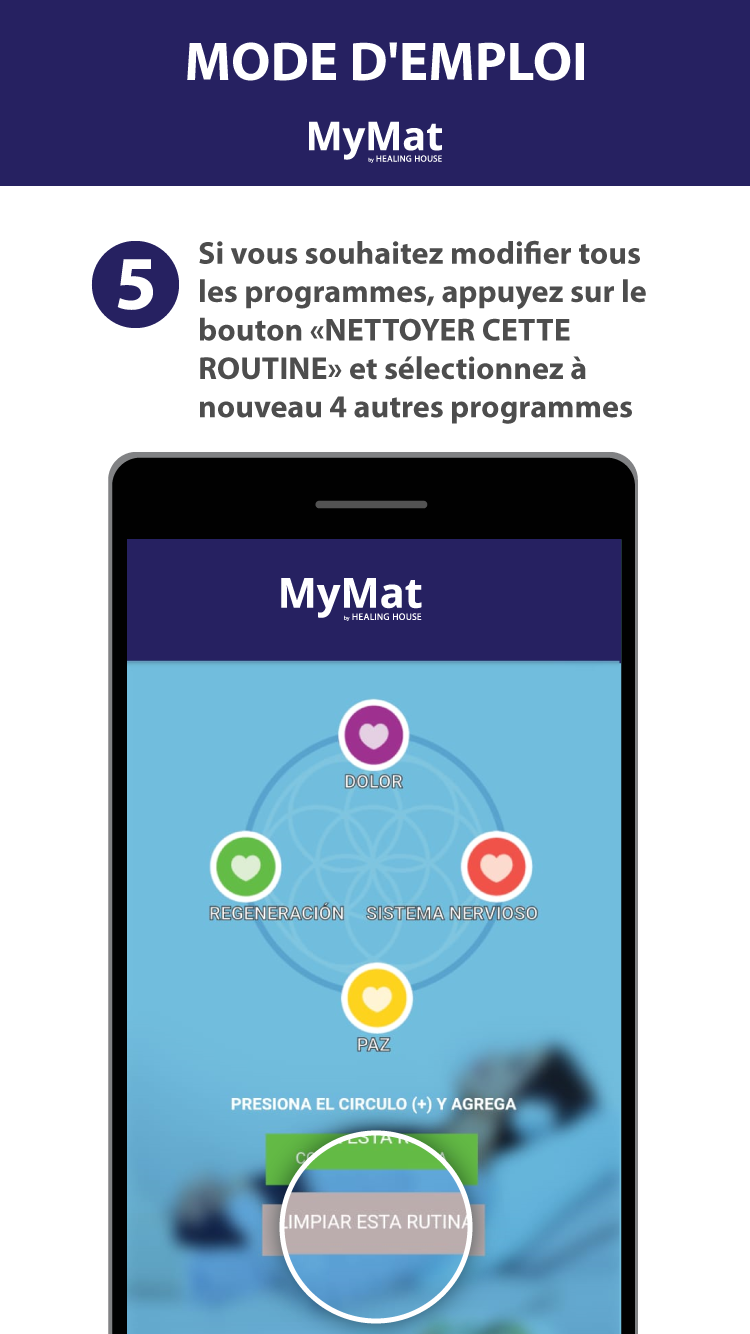 MODE D'EMPLOI
MyMat
by HEALING HOUSE
5
Si vous souhaitez modifier tous
les programmes, appuyez sur le
bouton «NETTOYER CETTE
ROUTINE» et sélectionnez à
nouveau 4 autres programmes
MyMat
by HEALING HOUSE
DOLOR
REGENERACIÓN SISTEMA NERVIOSO
PAZ
PRESIONA EL CIRCULO (+) Y AGREGA
ESTA
LIMPIAR ESTA RUTINA